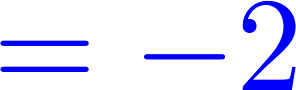 = −2